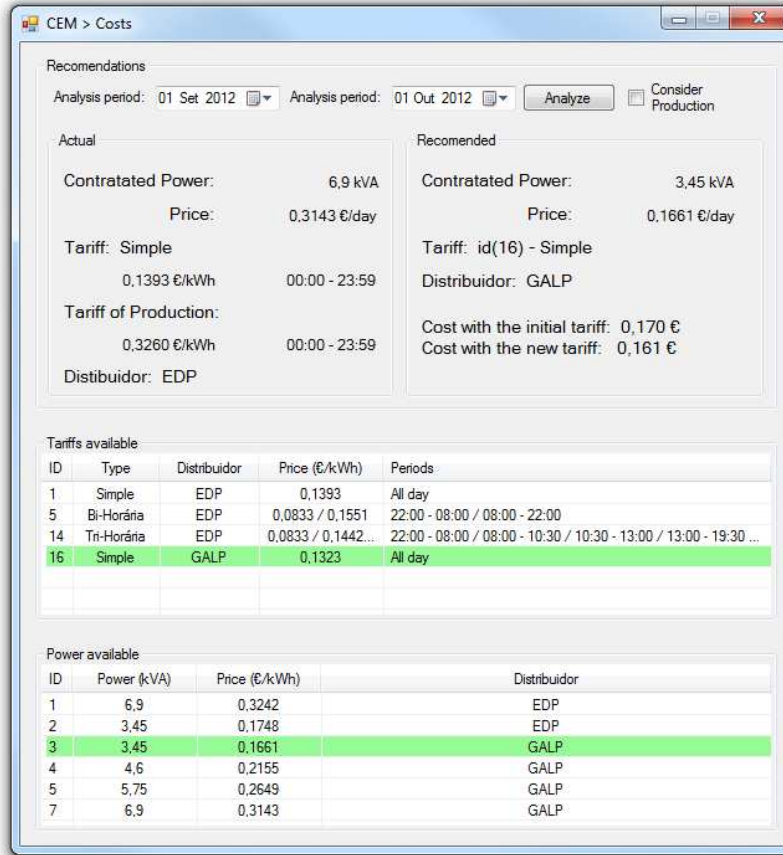 CEM > Costs
Recomendations
Analysis period: 01 Set 2012 Analysis period: 01 Out 2012 Analyze Consider Production
Actual
Contratated Power: 6,9 kVA
Price: 0,3143 €/day
Tariff: Simple
0,1393 €/kWh 00:00 - 23:59
Tariff of Production:
0,3260 €/kWh 00:00 - 23:59
Distibuidor: EDP
Recomended
Contratated Power: 3,45 kVA
Price: 0,1661 €/day
Tariff: id(16) - Simple
Distribuidor: GALP
Cost with the initial tariff: 0,170 €
Cost with the new tariff: 0,161 €
Tariffs available
ID Type Distribuidor Price (€/kWh) Periods
1 Simple EDP 0,1393 All day
5 Bi-Horária EDP 0,0833 / 0,1551 22:00 - 08:00 / 08:00 - 22:00
14 Tri-Horária EDP 0,0833 / 0,1442... 22:00 - 08:00 / 08:00 - 10:30 / 10:30 - 13:00 / 13:00 - 19:30 ...
16 Simple GALP 0,1323 All day
Power available
ID Power (kVA) Price (€/kWh) Distribuidor
1 6,9 0,3242 EDP
2 3,45 0,1748 EDP
3 3,45 0,1661 GALP
4 4,6 0,2155 GALP
5 5,75 0,2649 GALP
7 6,9 0,3143 GALP